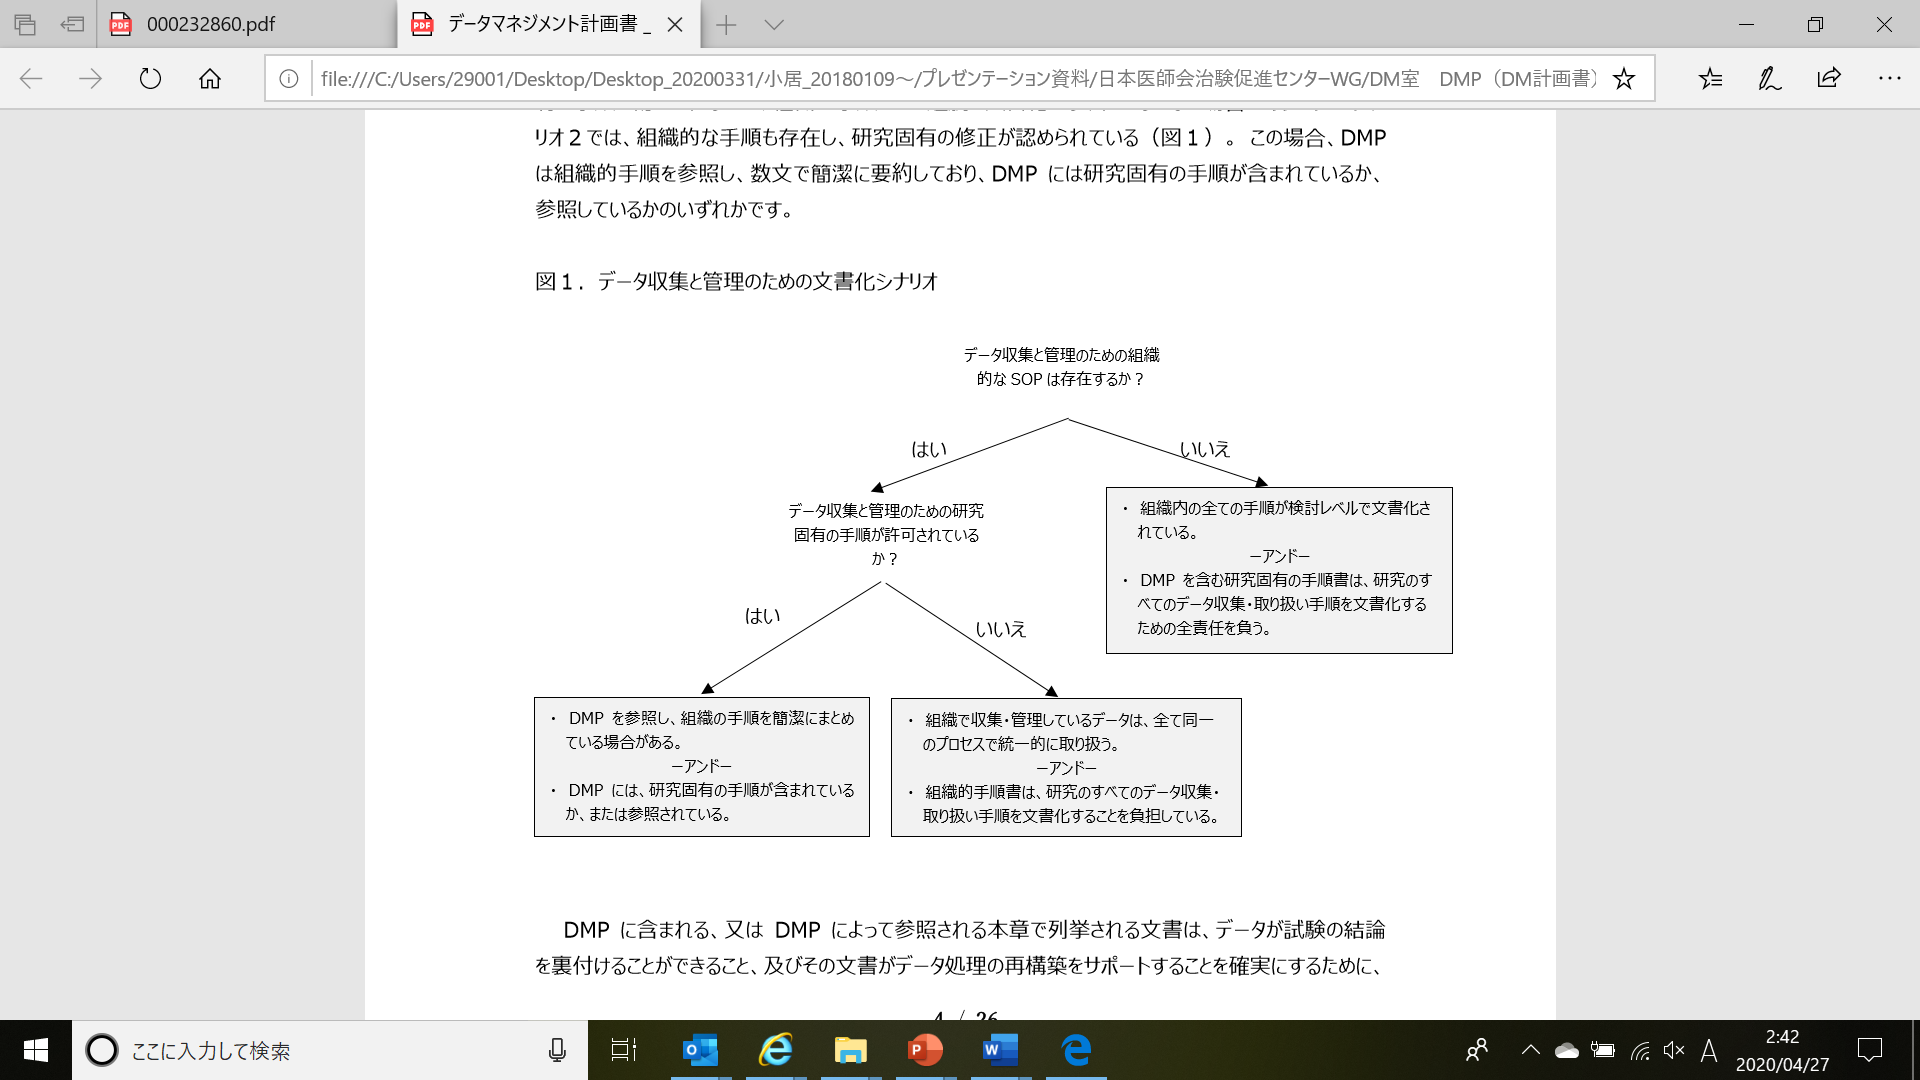 000232860.pdf
データマネジメント計画書 _
file:///C:/Users/29001/Desktop/Desktop_20200331/小居_20180109～/プレゼンテーション資料/日本医師会治験促進センターWG/DM室　DMP（DM計画書）
リオ２では、組織的な手順も存在し、研究固有の修正が認められている（図１）。この場合、DMP
は組織的手順を参照し、数文で簡潔に要約しており、DMP には研究固有の手順が含まれているか、
参照しているかのいずれかです。
図１．データ収集と管理のための文書化シナリオ
データ収集と管理のための組織
的な SOP は存在するか？
はい
いいえ
データ収集と管理のための研究
固有の手順が許可されている
か？
・ 組織内の全ての手順が検討レベルで文書化さ
れている。
－アンド－
・ DMP を含む研究固有の手順書は、研究のす
べてのデータ収集・取り扱い手順を文書化する
ための全責任を負う。
はい
いいえ
・ DMP を参照し、組織の手順を簡潔にまとめ
ている場合がある。
－アンド－
・ DMP には、研究固有の手順が含まれている
か、または参照されている。
・ 組織で収集・管理しているデータは、全て同一
のプロセスで統一的に取り扱う。
－アンド－
・ 組織的手順書は、研究のすべてのデータ収集・
取り扱い手順を文書化することを負担している。
DMP に含まれる、又は DMP によって参照される本章で列挙される文書は、データが試験の結論
を裏付けることができること、及びその文書がデータ処理の再構築をサポートすることを確実にするために、
4 / 26
ここに入力して検索
A
2:42
2020/04/27